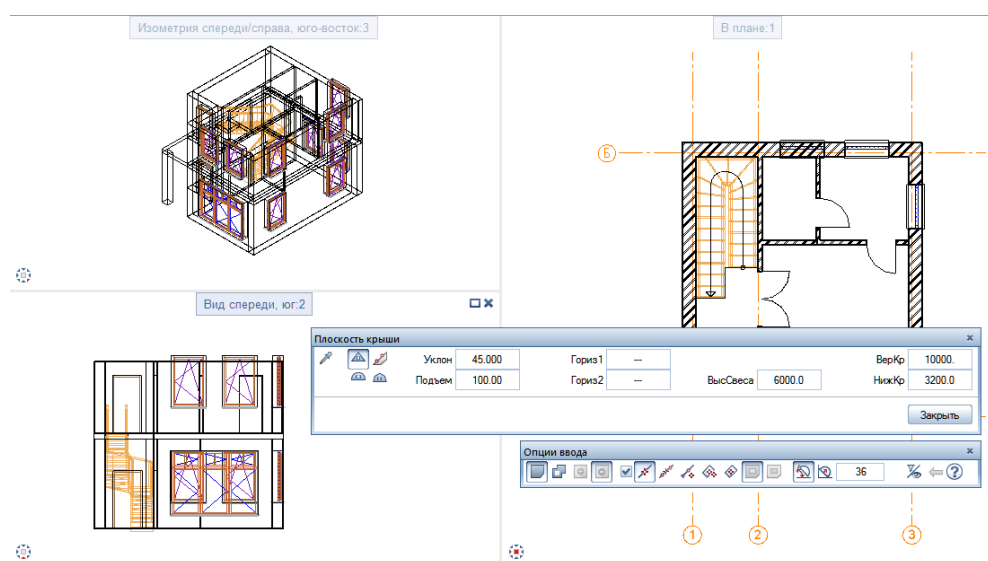 Изометрия спереди/справа, юго-восток:3
В плане:1
Б
Вид спереди, юг:2
Плоскость крыши
Уклон 45.000 Гориз1 --- ВерКр 10000.
Подъем 100.00 Гориз2 --- ВысСвеса 6000.0 НижКр 3200.0
Закрыть
Опции ввода
36
1 2 3